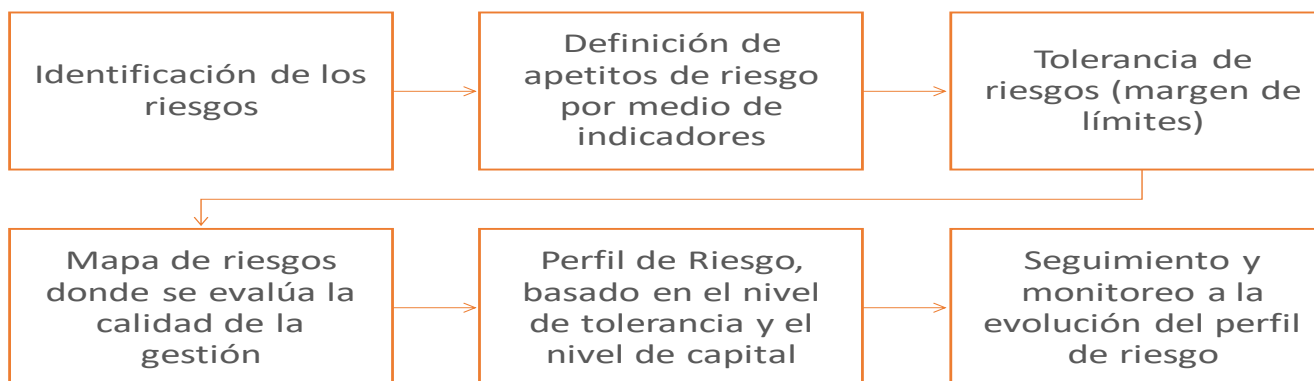 Identificación de los
riesgos
Definición de
apetitos de riesgo
por medio de
indicadores
Tolerancia de
riesgos (margen de
límites)
Mapa de riesgos
donde se evalúa la
calidad de la
gestión
Perfil de Riesgo,
basado en el nivel
de tolerancia y el
nivel de capital
Seguimiento y
monitoreo a la
evolución del perfil
de riesgo